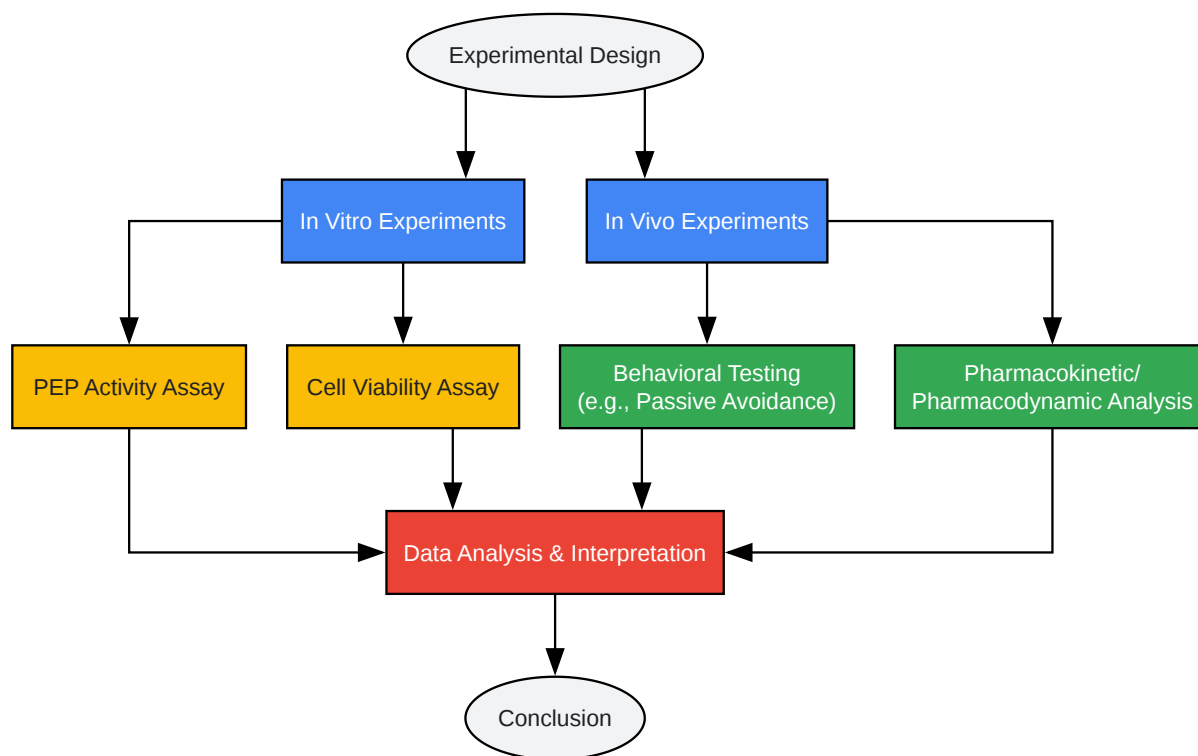 Experimental Design
In Vitro Experiments
In Vivo Experiments
PEP Activity Assay
Cell Viability Assay
Behavioral Testing
(e.g., Passive Avoidance)
Pharmacokinetic/
Pharmacodynamic Analysis
Data Analysis & Interpretation
Conclusion